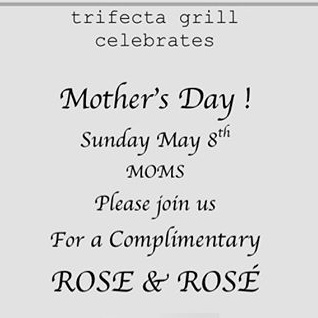 trifecta grill
celebrates
Mother's Day !
Sunday May 8th
MOMS
Please join us
For a Complimentary
ROSE & ROSÉ